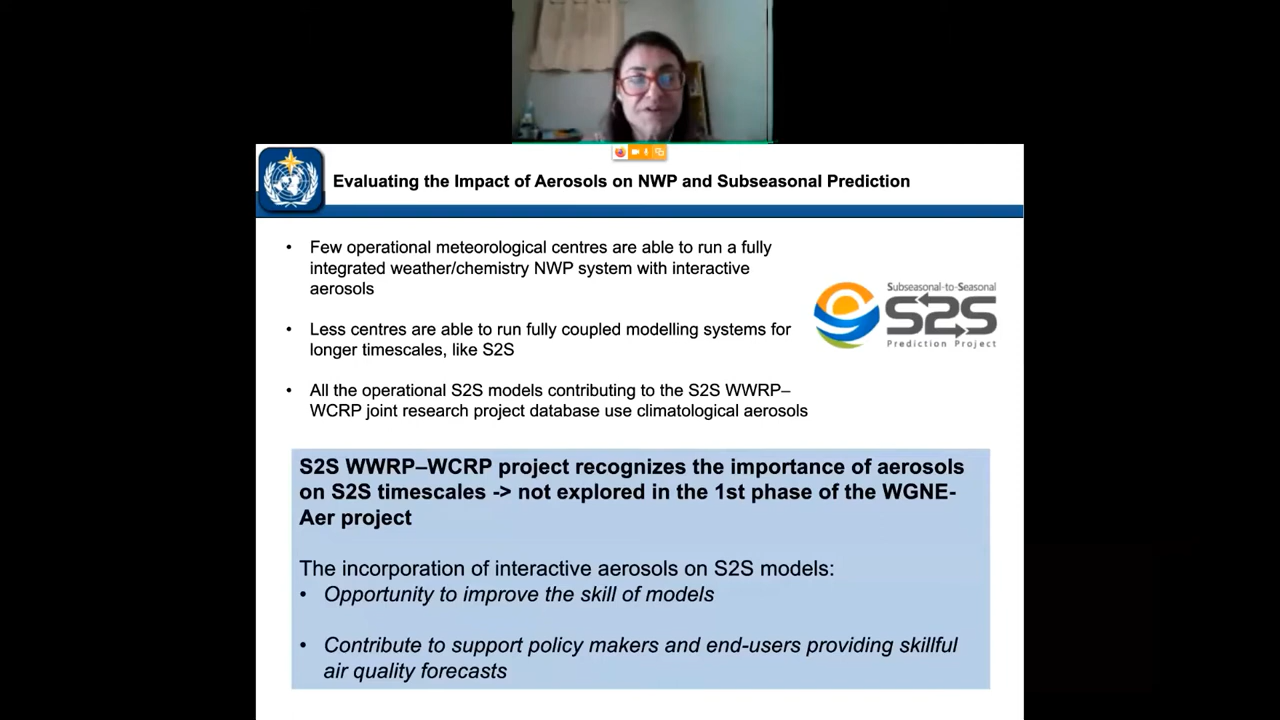 Evaluating the Impact of Aerosols on NWP and Subseasonal Prediction
• Few operational meteorological centres are able to run a fully
integrated weather/chemistry NWP system with interactive
aerosols
• Less centres are able to run fully coupled modelling systems for
longer timescales, like S2S
• All the operational S2S models contributing to the S2S WWRP–
WCRP joint research project database use climatological aerosols
Subseasonal-to-Seasonal
S2S
Prediction Project
S2S WWRP–WCRP project recognizes the importance of aerosols
on S2S timescales -> not explored in the 1st phase of the WGNE-
Aer project
The incorporation of interactive aerosols on S2S models:
• Opportunity to improve the skill of models
• Contribute to support policy makers and end-users providing skillful
air quality forecasts